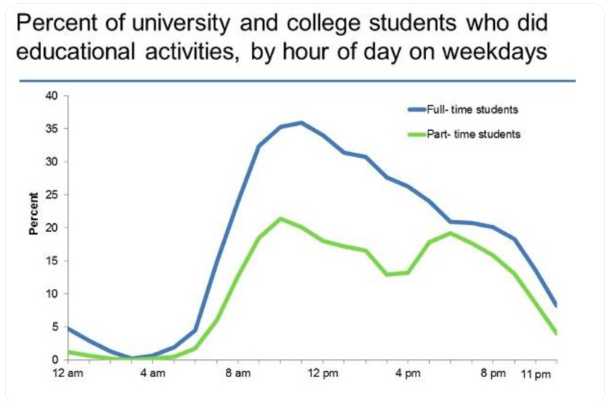 Percent of university and college students who did
educational activities, by hour of day on weekdays
40
35
30
25
20
15
10
5
0
Percent
Full- time students
Part- time students
12 am
4 am
8 am
12 pm
4 pm
8 pm
11 pm